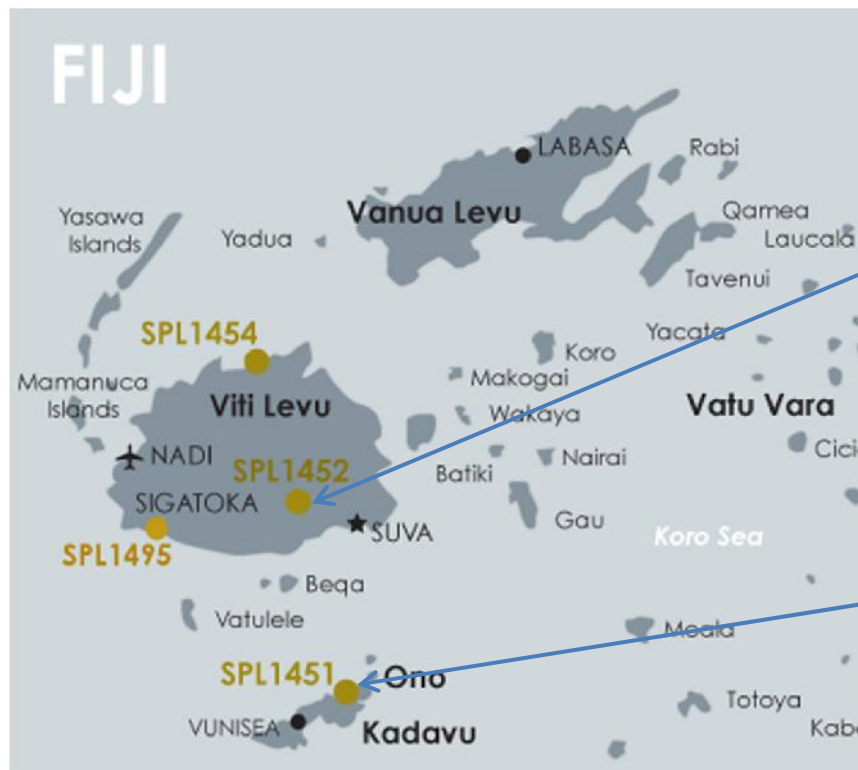 FIJI
LABASA
Rabi
Vanua Levu
Qamea
Laucala
Yasawa
Islands
Yadua
Tavenui
SPL1454
Yacata
Koro
Mamanuca
Islands
Makogai
Viti Levu
Wakaya
Vatu Vara
NADI
SPL1452
Batiki
Nairai
Cici
SIGATOKA
SUVA
Gau
Koro Sea
SPL1495
Beqa
Vatulele
Moala
SPL1451
Ono
Totoya
VUNISEA
Kadavu
Kab